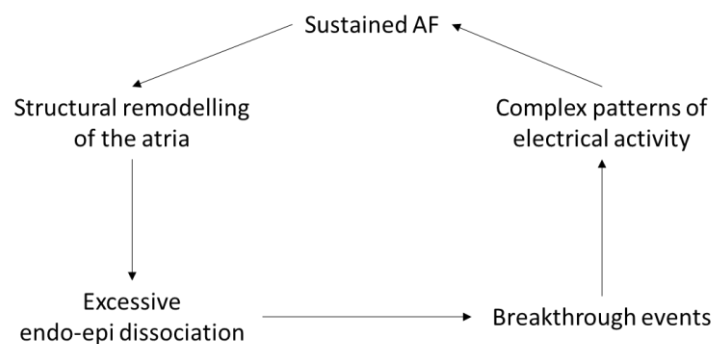 Sustained AF
Structural remodelling
of the atria
Complex patterns of
electrical activity
Excessive
endo-epi dissociation
Breakthrough events